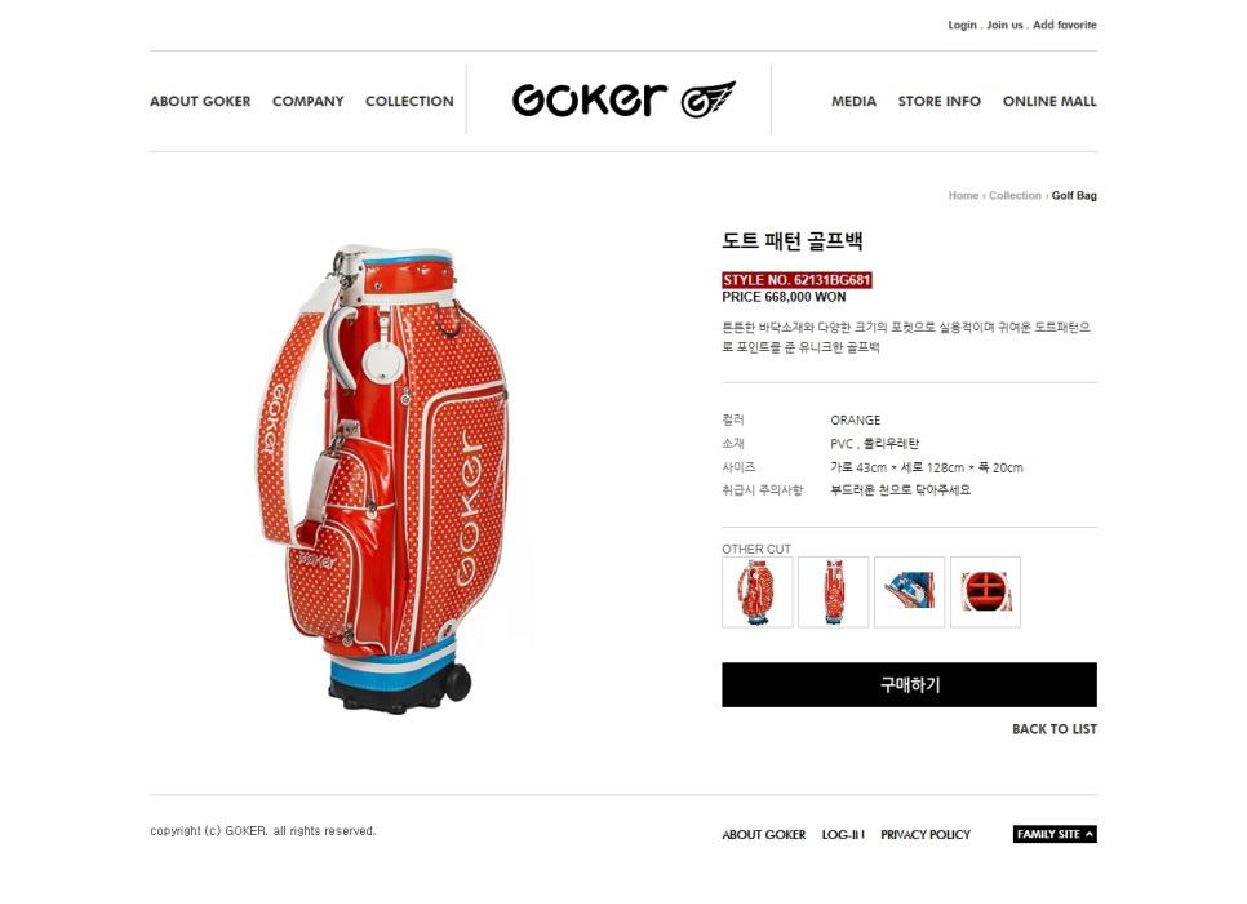 Login . Join us . Add favorite
ABOUT GOKER COMPANY COLLECTION GOKER MEDIA STORE INFO ONLINE MALL
Home › Collection › Golf Bag
도트 패턴 골프백
STYLE NO. 62131BG681
PRICE 668,000 WON
튼튼한 바닥소재와 다양한 크기의 포켓으로 실용적이며 귀여운 도트패턴으
로 포인트를 준 유니크한 골프백
GOKER
GOKER
GOKER
컬러 ORANGE
소재 PVC , 폴리우레탄
사이즈 가로 43cm * 세로 128cm * 폭 20cm
취급시 주의사항 부드러운 천으로 닦아주세요
OTHER CUT
구매하기
BACK TO LIST
copyright (c) GOKER. all rights reserved.
ABOUT GOKER LOG-IN PRIVACY POLICY FAMILY SITE ^